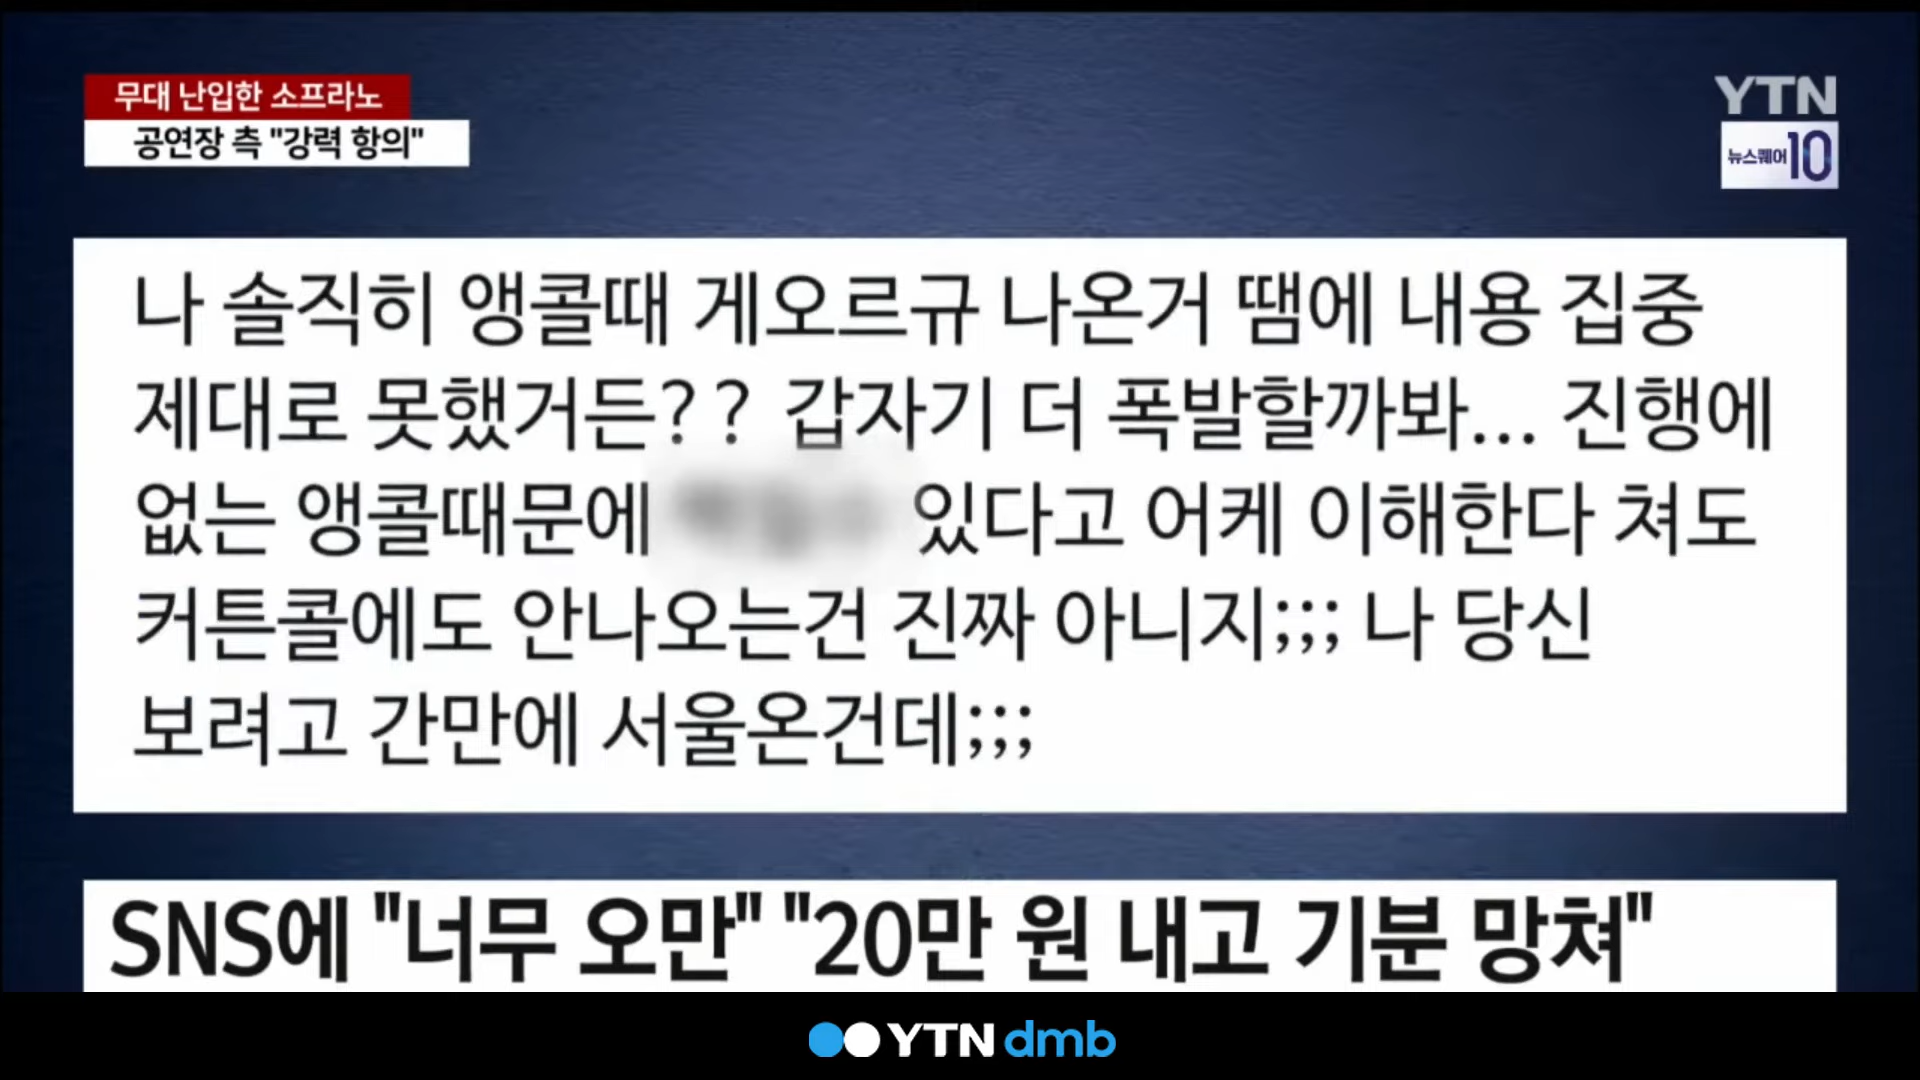 무대 난입한 소프라노
공연장 측 "강력 항의"
YTN
뉴스퀘어10
나 솔직히 앵콜때 게오르규 나온거 땜에 내용 집중
제대로 못했거든?? 갑자기 더 폭발할까봐... 진행에
없는 앵콜때문에 있다고 어케 이해한다 쳐도
커튼콜에도 안나오는건 진짜 아니지;;; 나 당신
보려고 간만에 서울온건데;;;
SNS에 "너무 오만" "20만 원 내고 기분 망쳐"
YTN dmb